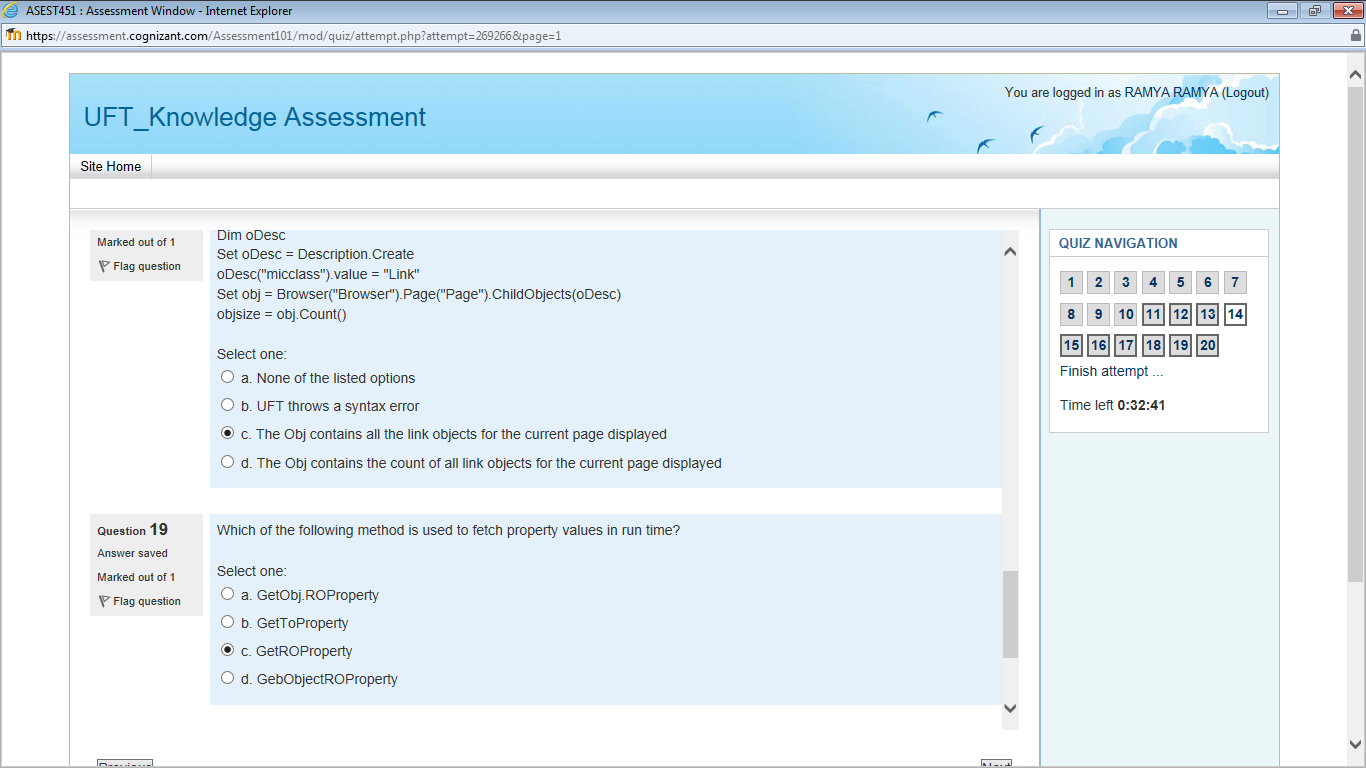 ASEST451 : Assessment Window - Internet Explorer
https://assessment.cognizant.com/Assessment101/mod/quiz/attempt.php?attempt=269266&page=1
You are logged in as RAMYA RAMYA (Logout)
UFT_Knowledge Assessment
Site Home
Marked out of 1
Flag question
Dim oDesc
Set oDesc = Description.Create
oDesc("micclass").value = "Link"
Set obj = Browser("Browser").Page("Page").ChildObjects(oDesc)
objsize = obj.Count()
Select one:
a. None of the listed options
b. UFT throws a syntax error
c. The Obj contains all the link objects for the current page displayed
d. The Obj contains the count of all link objects for the current page displayed
Question 19
Answer saved
Marked out of 1
Flag question
Which of the following method is used to fetch property values in run time?
Select one:
a. GetObj.ROProperty
b. GetToProperty
c. GetROProperty
d. GebObjectROProperty
Previous
Next
QUIZ NAVIGATION
1 2 3 4 5 6 7
8 9 10 11 12 13 14
15 16 17 18 19 20
Finish attempt ...
Time left 0:32:41